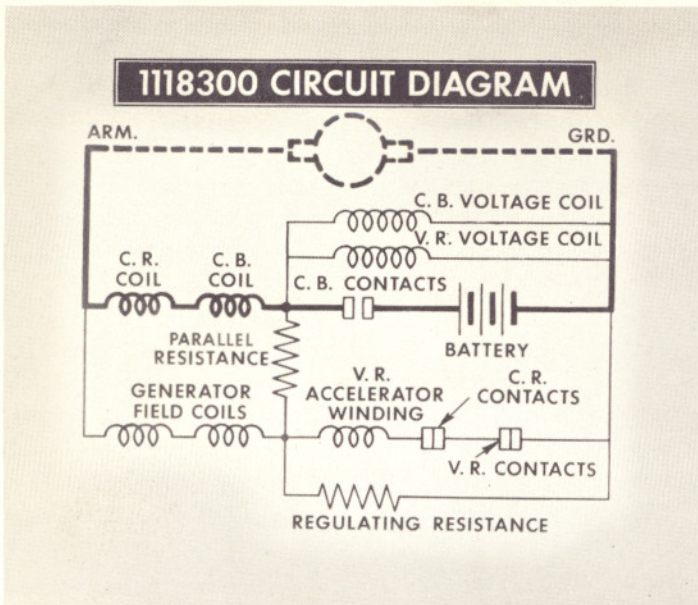 1118300 CIRCUIT DIAGRAM
ARM.
GRD.
C. B. VOLTAGE COIL
V. R. VOLTAGE COIL
C. R.
COIL
C. B.
COIL
C. B. CONTACTS
PARALLEL
RESISTANCE
BATTERY
GENERATOR
FIELD COILS
V. R.
ACCELERATOR
WINDING
C. R.
CONTACTS
V. R. CONTACTS
REGULATING RESISTANCE